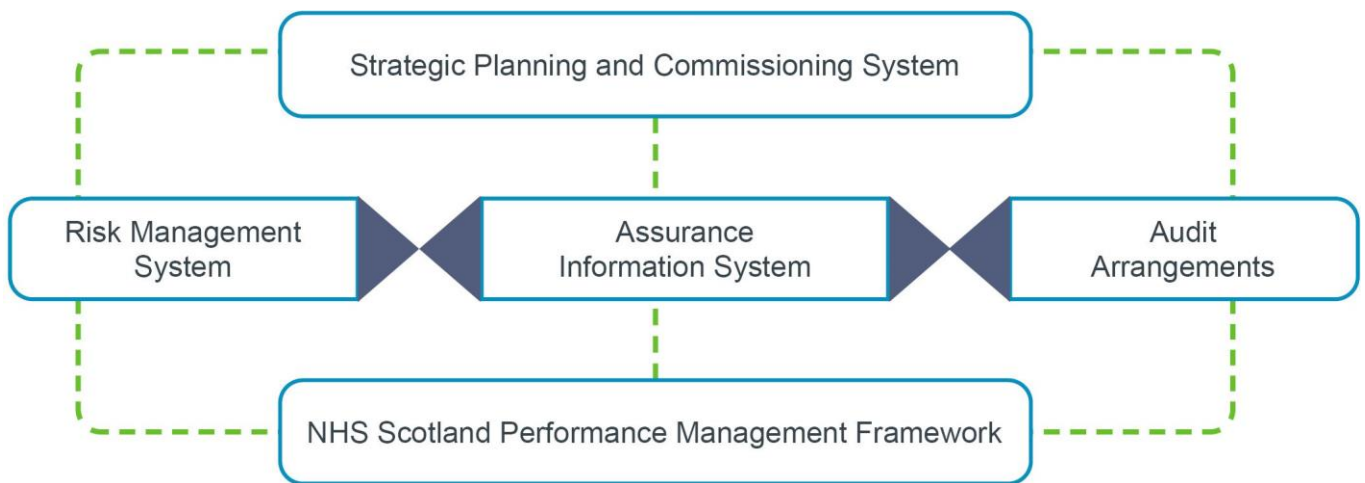 Strategic Planning and Commissioning System
Risk Management
System
Assurance
Information System
Audit
Arrangements
NHS Scotland Performance Management Framework